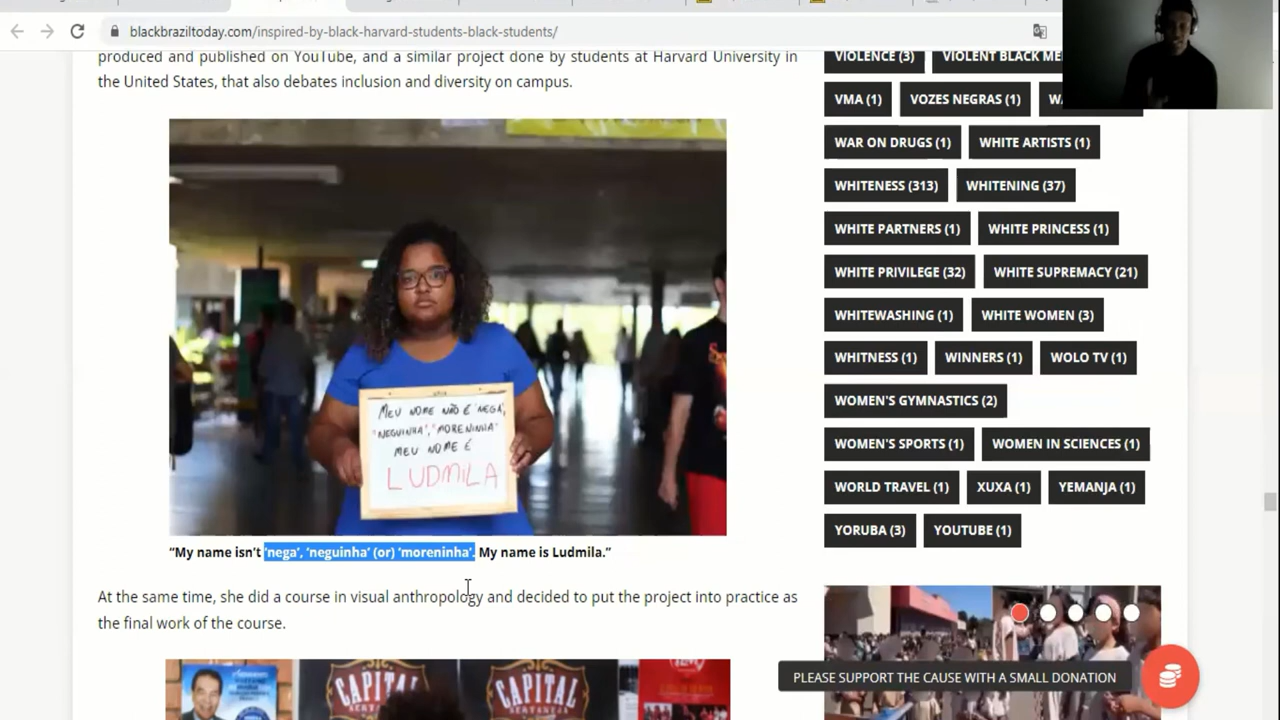 blackbraziltoday.com/inspired-by-black-harvard-students-black-students/
produced and published on YouTube, and a similar project done by students at Harvard University in
the United States, that also debates inclusion and diversity on campus.
MEU NOME NÃO É 'NEGA',
'NEGUINHA', 'MORENINHA'
MEU NOME É
LUDMILA
“My name isn’t ‘nega’, ‘neguinha’ (or) ‘moreninha’. My name is Ludmila.”
At the same time, she did a course in visual anthropology and decided to put the project into practice as
the final work of the course.
CAPITAL CAPITAL
VIOLENCE (3) VIOLENT BLACK
VMA (1) VOZES NEGRAS (1)
WAR ON DRUGS (1) WHITE ARTISTS (1)
WHITENESS (313) WHITENING (37)
WHITE PARTNERS (1) WHITE PRINCESS (1)
WHITE PRIVILEGE (32) WHITE SUPREMACY (21)
WHITEWASHING (1) WHITE WOMEN (3)
WHITNESS (1) WINNERS (1) WOLO TV (1)
WOMEN'S GYMNASTICS (2)
WOMEN'S SPORTS (1) WOMEN IN SCIENCES (1)
WORLD TRAVEL (1) XUXA (1) YEMANJA (1)
YORUBA (3) YOUTUBE (1)
PLEASE SUPPORT THE CAUSE WITH A SMALL DONATION